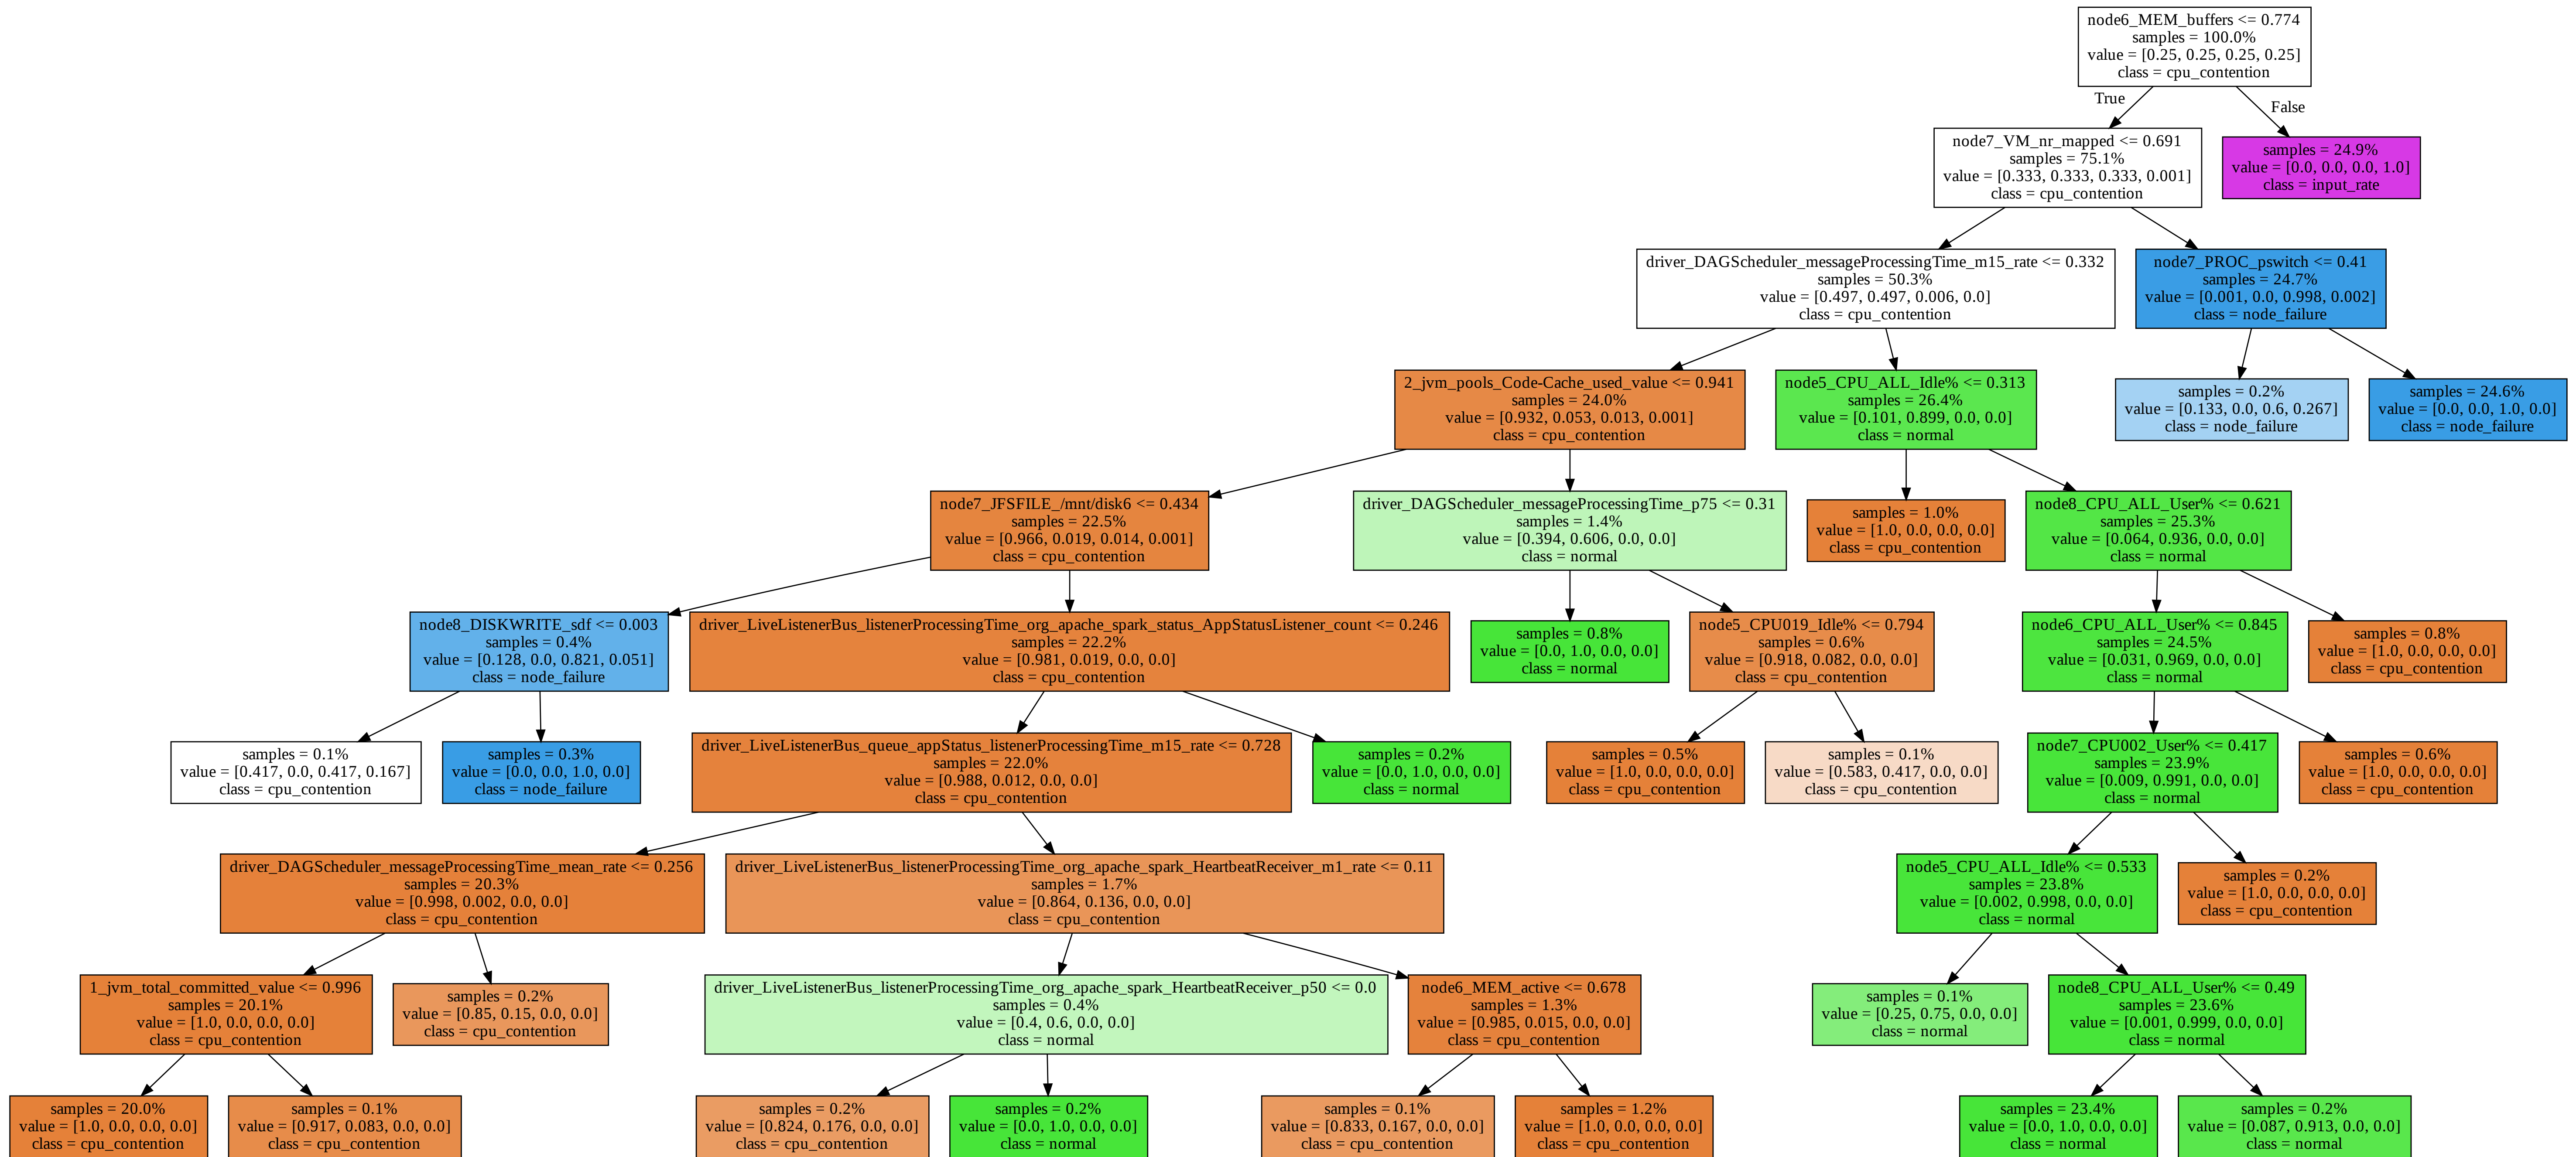 node6_MEM_buffers <= 0.774
samples = 100.0%
value = [0.25, 0.25, 0.25, 0.25]
class = cpu_contention
True
False
node7_VM_nr_mapped <= 0.691
samples = 75.1%
value = [0.333, 0.333, 0.333, 0.001]
class = cpu_contention
samples = 24.9%
value = [0.0, 0.0, 0.0, 1.0]
class = input_rate
driver_DAGScheduler_messageProcessingTime_m15_rate <= 0.332
samples = 50.3%
value = [0.497, 0.497, 0.006, 0.0]
class = cpu_contention
node7_PROC_pswitch <= 0.41
samples = 24.7%
value = [0.001, 0.0, 0.998, 0.002]
class = node_failure
2_jvm_pools_Code-Cache_used_value <= 0.941
samples = 24.0%
value = [0.932, 0.053, 0.013, 0.001]
class = cpu_contention
node5_CPU_ALL_Idle% <= 0.313
samples = 26.4%
value = [0.101, 0.899, 0.0, 0.0]
class = normal
samples = 0.2%
value = [0.133, 0.0, 0.6, 0.267]
class = node_failure
samples = 24.6%
value = [0.0, 0.0, 1.0, 0.0]
class = node_failure
node7_JFSFILE_/mnt/disk6 <= 0.434
samples = 22.5%
value = [0.966, 0.019, 0.014, 0.001]
class = cpu_contention
driver_DAGScheduler_messageProcessingTime_p75 <= 0.31
samples = 1.4%
value = [0.394, 0.606, 0.0, 0.0]
class = normal
samples = 1.0%
value = [1.0, 0.0, 0.0, 0.0]
class = cpu_contention
node8_CPU_ALL_User% <= 0.621
samples = 25.3%
value = [0.064, 0.936, 0.0, 0.0]
class = normal
node8_DISKWRITE_sdf <= 0.003
samples = 0.4%
value = [0.128, 0.0, 0.821, 0.051]
class = node_failure
driver_LiveListenerBus_listenerProcessingTime_org_apache_spark_status_AppStatusListener_count <= 0.246
samples = 22.2%
value = [0.981, 0.019, 0.0, 0.0]
class = cpu_contention
samples = 0.8%
value = [0.0, 1.0, 0.0, 0.0]
class = normal
node5_CPU019_Idle% <= 0.794
samples = 0.6%
value = [0.918, 0.082, 0.0, 0.0]
class = cpu_contention
node6_CPU_ALL_User% <= 0.845
samples = 24.5%
value = [0.031, 0.969, 0.0, 0.0]
class = normal
samples = 0.8%
value = [1.0, 0.0, 0.0, 0.0]
class = cpu_contention
samples = 0.1%
value = [0.417, 0.0, 0.417, 0.167]
class = cpu_contention
samples = 0.3%
value = [0.0, 0.0, 1.0, 0.0]
class = node_failure
driver_LiveListenerBus_queue_appStatus_listenerProcessingTime_m15_rate <= 0.728
samples = 22.0%
value = [0.988, 0.012, 0.0, 0.0]
class = cpu_contention
samples = 0.2%
value = [0.0, 1.0, 0.0, 0.0]
class = normal
samples = 0.5%
value = [1.0, 0.0, 0.0, 0.0]
class = cpu_contention
samples = 0.1%
value = [0.583, 0.417, 0.0, 0.0]
class = cpu_contention
node7_CPU002_User% <= 0.417
samples = 23.9%
value = [0.009, 0.991, 0.0, 0.0]
class = normal
samples = 0.6%
value = [1.0, 0.0, 0.0, 0.0]
class = cpu_contention
driver_DAGScheduler_messageProcessingTime_mean_rate <= 0.256
samples = 20.3%
value = [0.998, 0.002, 0.0, 0.0]
class = cpu_contention
driver_LiveListenerBus_listenerProcessingTime_org_apache_spark_HeartbeatReceiver_m1_rate <= 0.11
samples = 1.7%
value = [0.864, 0.136, 0.0, 0.0]
class = cpu_contention
node5_CPU_ALL_Idle% <= 0.533
samples = 23.8%
value = [0.002, 0.998, 0.0, 0.0]
class = normal
samples = 0.2%
value = [1.0, 0.0, 0.0, 0.0]
class = cpu_contention
1_jvm_total_committed_value <= 0.996
samples = 20.1%
value = [1.0, 0.0, 0.0, 0.0]
class = cpu_contention
samples = 0.2%
value = [0.85, 0.15, 0.0, 0.0]
class = cpu_contention
driver_LiveListenerBus_listenerProcessingTime_org_apache_spark_HeartbeatReceiver_p50 <= 0.0
samples = 0.4%
value = [0.4, 0.6, 0.0, 0.0]
class = normal
node6_MEM_active <= 0.678
samples = 1.3%
value = [0.985, 0.015, 0.0, 0.0]
class = cpu_contention
samples = 0.1%
value = [0.25, 0.75, 0.0, 0.0]
class = normal
node8_CPU_ALL_User% <= 0.49
samples = 23.6%
value = [0.001, 0.999, 0.0, 0.0]
class = normal
samples = 20.0%
value = [1.0, 0.0, 0.0, 0.0]
class = cpu_contention
samples = 0.1%
value = [0.917, 0.083, 0.0, 0.0]
class = cpu_contention
samples = 0.2%
value = [0.824, 0.176, 0.0, 0.0]
class = cpu_contention
samples = 0.2%
value = [0.0, 1.0, 0.0, 0.0]
class = normal
samples = 0.1%
value = [0.833, 0.167, 0.0, 0.0]
class = cpu_contention
samples = 1.2%
value = [1.0, 0.0, 0.0, 0.0]
class = cpu_contention
samples = 23.4%
value = [0.0, 1.0, 0.0, 0.0]
class = normal
samples = 0.2%
value = [0.087, 0.913, 0.0, 0.0]
class = normal